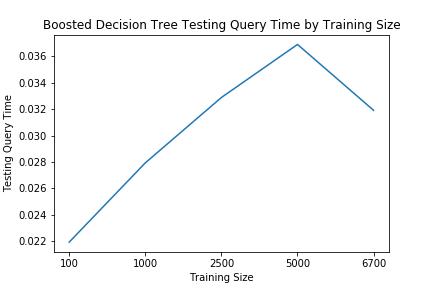 Boosted Decision Tree Testing Query Time by Training Size
0.036
0.034
0.032
0.030
0.028
0.026
0.024
0.022
Testing Query Time
100 1000 2500 5000 6700
Training Size